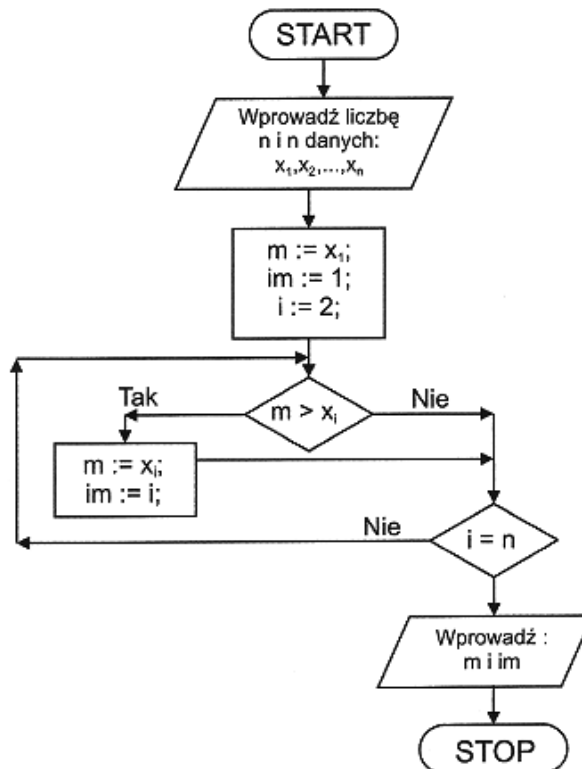 START
Wprowadź liczbę
n i n danych:
x₁,x₂,...,xₙ
m := x₁;
im := 1;
i := 2;
Tak
m > xᵢ
Nie
m := xᵢ;
im := i;
Nie
i = n
Wprowadź :
m i im
STOP